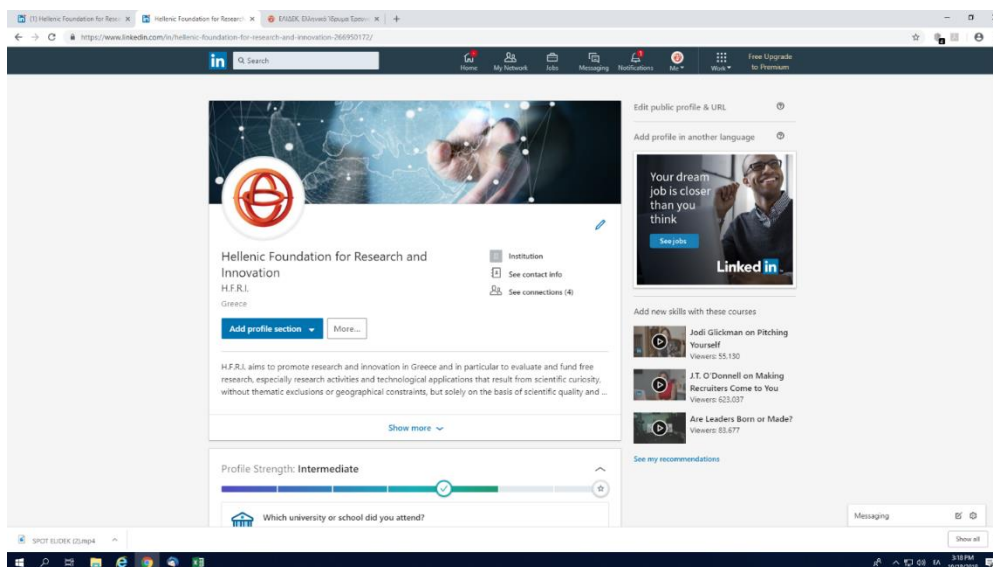 (1) Hellenic Foundation for Rese
Hellenic Foundation for Research
ΕΛΙΔΕΚ. Ελληνικό Ίδρυμα Έρευν
https://www.linkedin.com/in/hellenic-foundation-for-research-and-innovation-266950172/
in
Search
Home
My Network
Jobs
Messaging
Notifications
Me
Work
Free Upgrade
to Premium
Hellenic Foundation for Research and
Innovation
H.F.R.I.
Greece
Institution
See contact info
See connections (4)
Add profile section
More...
H.F.R.I. aims to promote research and innovation in Greece and in particular to evaluate and fund free
research, especially research activities and technological applications that result from scientific curiosity,
without thematic exclusions or geographical constraints, but solely on the basis of scientific quality and ...
Show more
Profile Strength: Intermediate
Which university or school did you attend?
Edit public profile & URL
Add profile in another language
Your dream
job is closer
than you
think
See jobs
Linked in
Add new skills with these courses
Jodi Glickman on Pitching
Yourself
Viewers: 55.130
J.T. O'Donnell on Making
Recruiters Come to You
Viewers: 623.037
Are Leaders Born or Made?
Viewers: 83.677
See my recommendations
Messaging
SPOT ELIDEK (2).mp4
Show all
ΕΛ
3:18 PM